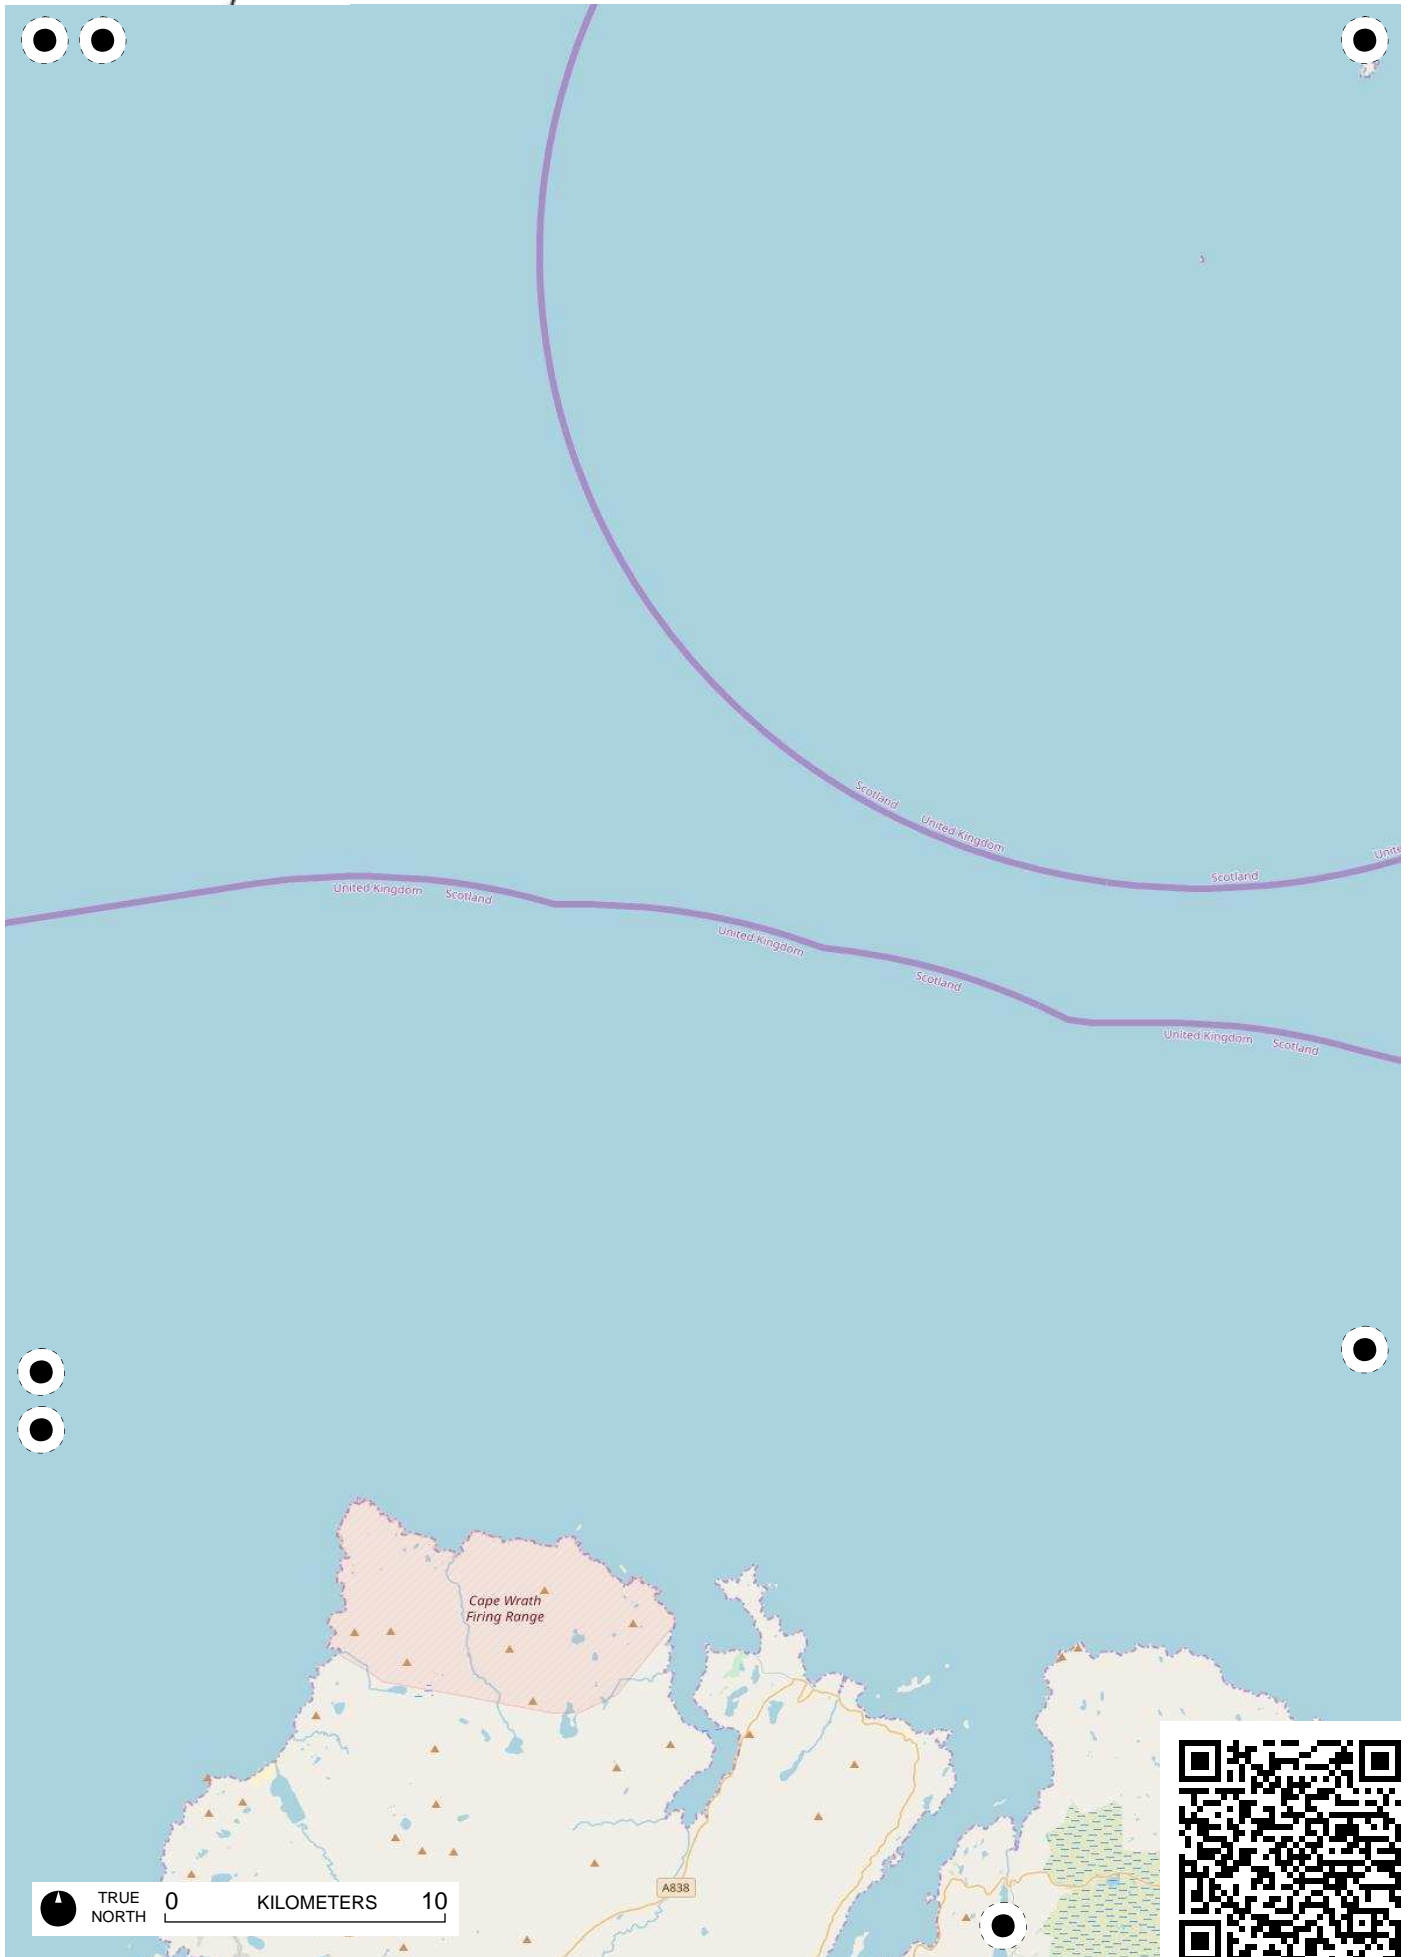 Scotland
United Kingdom
Scotland
Unite
United Kingdom
Scotland
United Kingdom
Scotland
United Kingdom
Scotland
Cape Wrath
Firing Range
A838
TRUE
NORTH
0 KILOMETERS 10